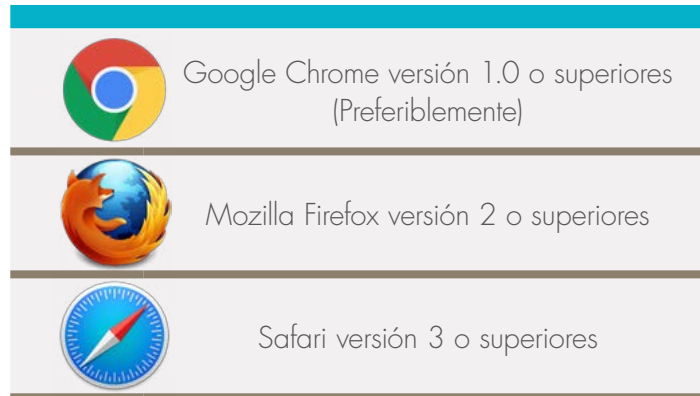 Google Chrome versión 1.0 o superiores
(Preferiblemente)
Mozilla Firefox versión 2 o superiores
Safari versión 3 o superiores